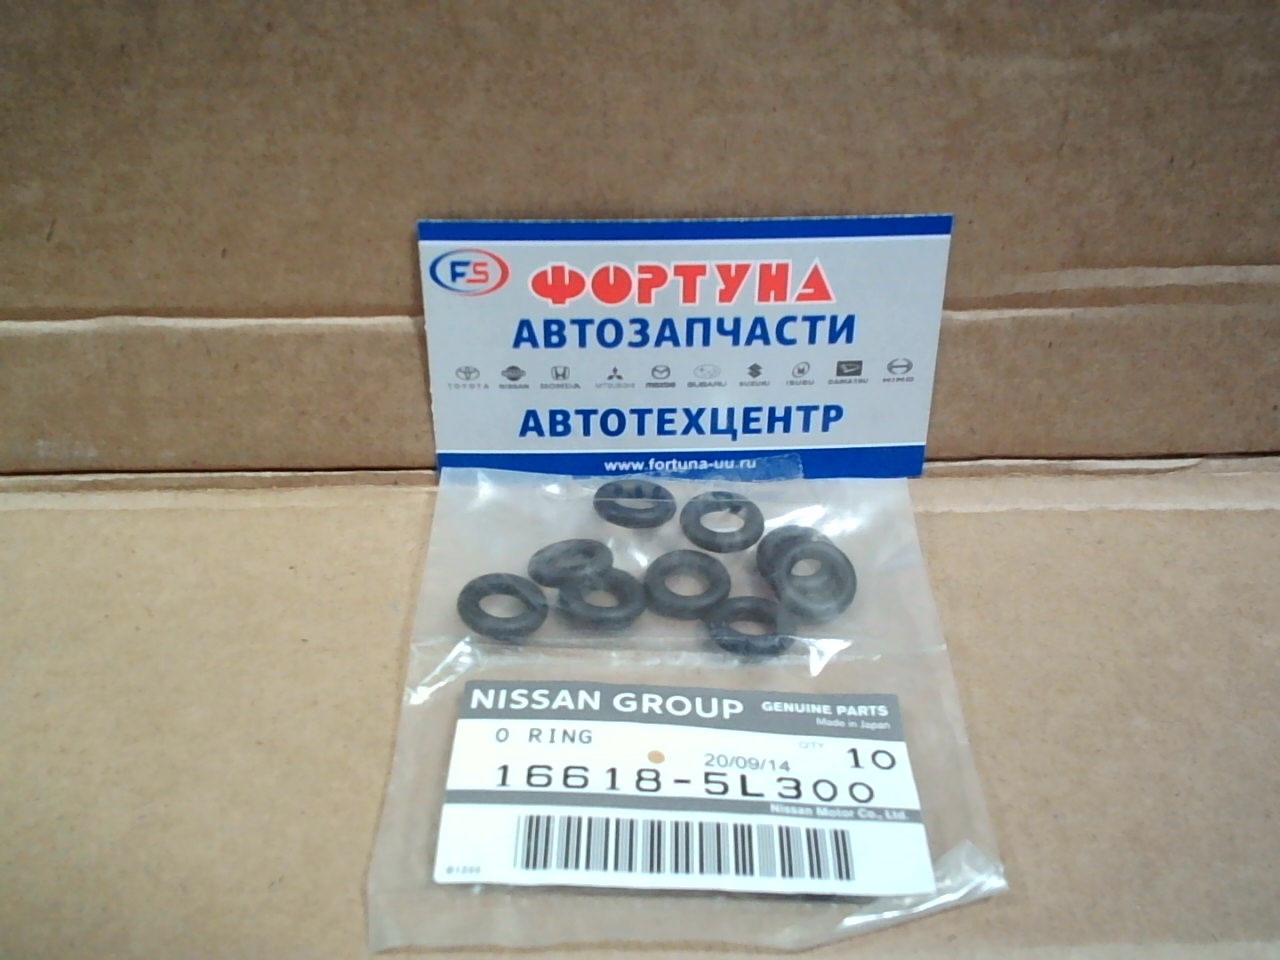 FS ФОРТУНА
АВТОЗАПЧАСТИ
TOYOTA NISSAN HONDA MITSUBISHI MAZDA SUBARU SUZUKI ISUZU DAIHATSU HINO
АВТОТЕХЦЕНТР
www.fortuna-uu.ru
NISSAN GROUP GENUINE PARTS
Made in Japan
O RING QTY 10
20/09/14
16618-5L300
Nissan Motor Co., Ltd.